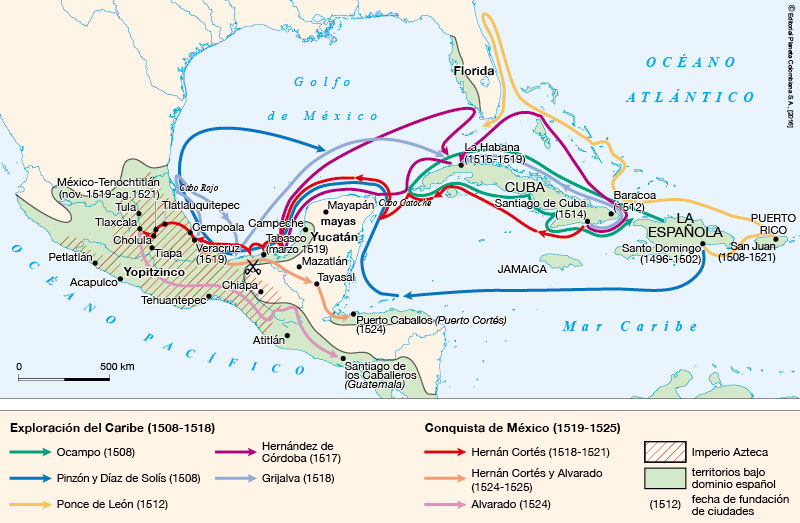 © Editorial Planeta Colombiana S.A., [2016]
OCÉANO
ATLÁNTICO
Florida
Golfo
de México
La Habana
(1515-1519)
CUBA
Santiago de Cuba
(1514)
Baracoa
(1512)
LA
ESPAÑOLA
PUERTO
RICO
Santo Domingo
(1496-1502)
San Juan
(1508-1521)
JAMAICA
Mar Caribe
Cabo Rojo
México-Tenochtitlán
(nov. 1519-ag. 1521)
Tula
Tlaxcala
Cholula
Tlatlauquitepec
Cempoala
Veracruz
(1519)
Tiapa
Petlatlán
Yopitzinco
Acapulco
Tehuantepec
Campeche
Tabasco
(marzo 1519)
Mayapán
mayas
Yucatán
Cabo Catoche
Mazatlán
Tayasal
Chiapa
Puerto Caballos (Puerto Cortés)
(1524)
Atitlán
Santiago de
los Caballeros
(Guatemala)
OCÉANO PACÍFICO
0
500 km
Exploración del Caribe (1508-1518)
Ocampo (1508)
Pinzón y Díaz de Solís (1508)
Ponce de León (1512)
Hernández de
Córdoba (1517)
Grijalva (1518)
Conquista de México (1519-1525)
Hernán Cortés (1518-1521)
Hernán Cortés y Alvarado
(1524-1525)
Alvarado (1524)
Imperio Azteca
territorios bajo
dominio español
(1512) fecha de fundación
de ciudades